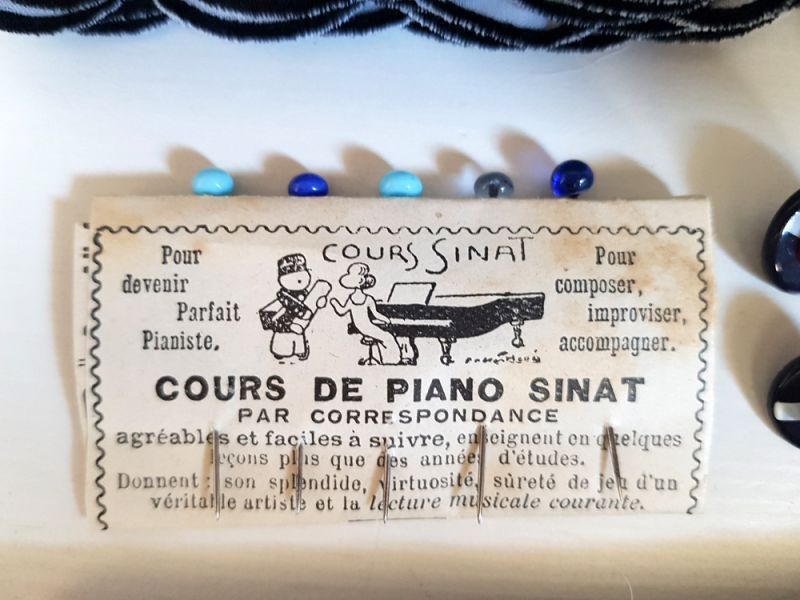 COURS SINAT
Pour
devenir
Parfait
Pianiste.
Pour
composer,
improviser,
accompagner.
COURS DE PIANO SINAT
PAR CORRESPONDANCE
agréables et faciles à suivre, enseignent en quelques
leçons plus que des années d'études.
Donnent : son splendide, virtuosité, sûreté de jeu d'un
véritable artiste et la lecture musicale courante.